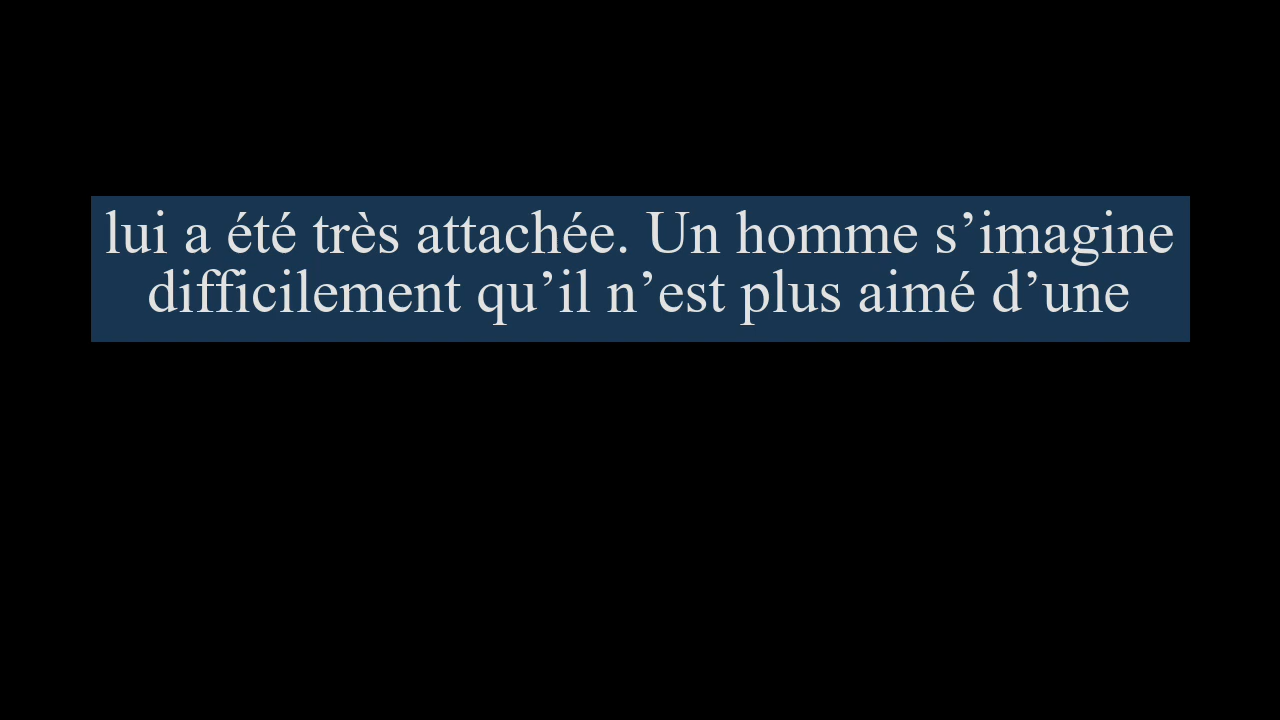 lui a été très attachée. Un homme s’imagine
difficilement qu’il n’est plus aimé d’une